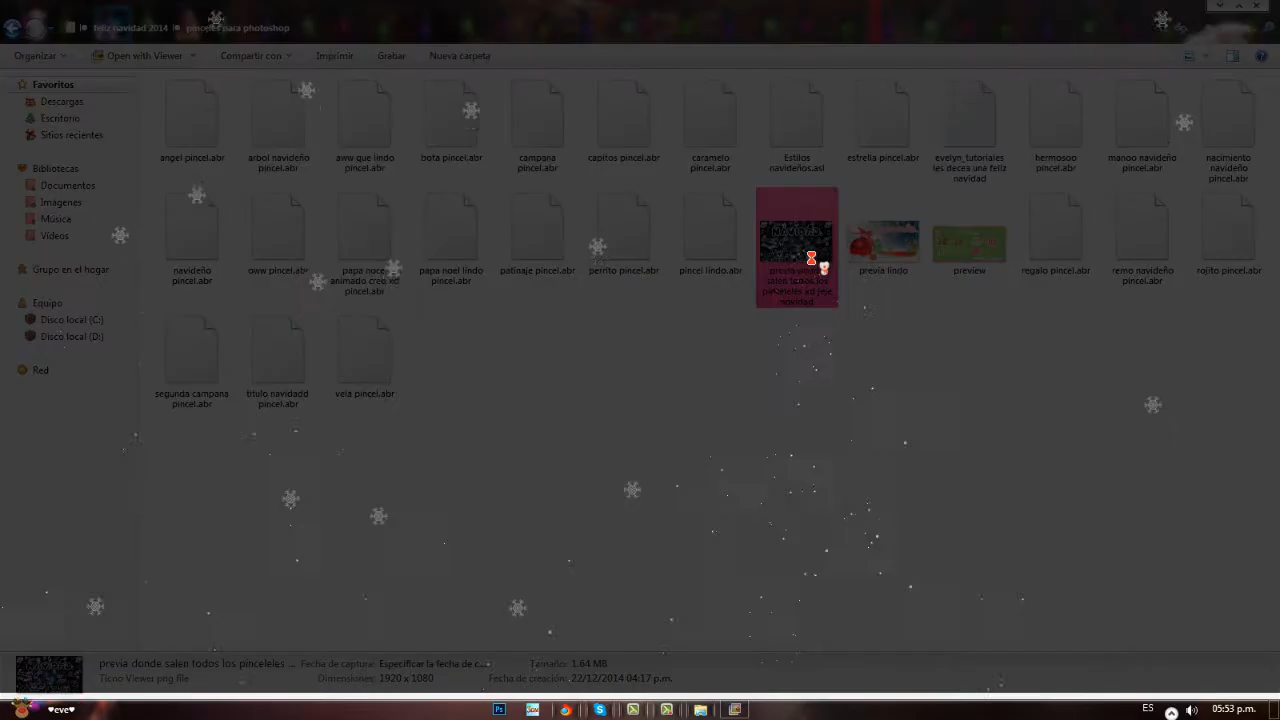 feliz navidad 2014
pinceles para photoshop
Organizar
Open with Viewer
Compartir con
Imprimir
Grabar
Nueva carpeta
Favoritos
Descargas
Escritorio
Sitios recientes
Bibliotecas
Documentos
Imágenes
Música
Vídeos
Grupo en el hogar
Equipo
Disco local (C:)
Disco local (D:)
Red
angel pincel.abr
arbol navideño
pincel.abr
aww que lindo
pincel.abr
bota pincel.abr
campana
pincel.abr
capitos pincel.abr
caramelo
pincel.abr
Estilos
navideños.asl
estrella pincel.abr
evelyn_tutoriales
les decea una feliz
navidad
hermosoo
pincel.abr
manoo navideño
pincel.abr
nacimiento
navideño
pincel.abr
navideño
pincel.abr
oww pincel.abr
papa noel
animado creo xd
pincel.abr
papa noel lindo
pincel.abr
patinaje pincel.abr
perrito pincel.abr
pincel lindo.abr
previa donde
salen todos los
pinceleles xd jeje
navidad
previa lindo
preview
regalo pincel.abr
remo navideño
pincel.abr
rojito pincel.abr
segunda campana
pincel.abr
titulo navidadd
pincel.abr
vela pincel.abr
previa donde salen todos los pinceleles ...
Fecha de captura: Especificar la fecha de c...
Tamaño: 1.64 MB
Ticno Viewer png file
Dimensiones: 1920 x 1080
Fecha de creación: 22/12/2014 04:17 p.m.
♥eve♥
Ps
ES
05:53 p.m.